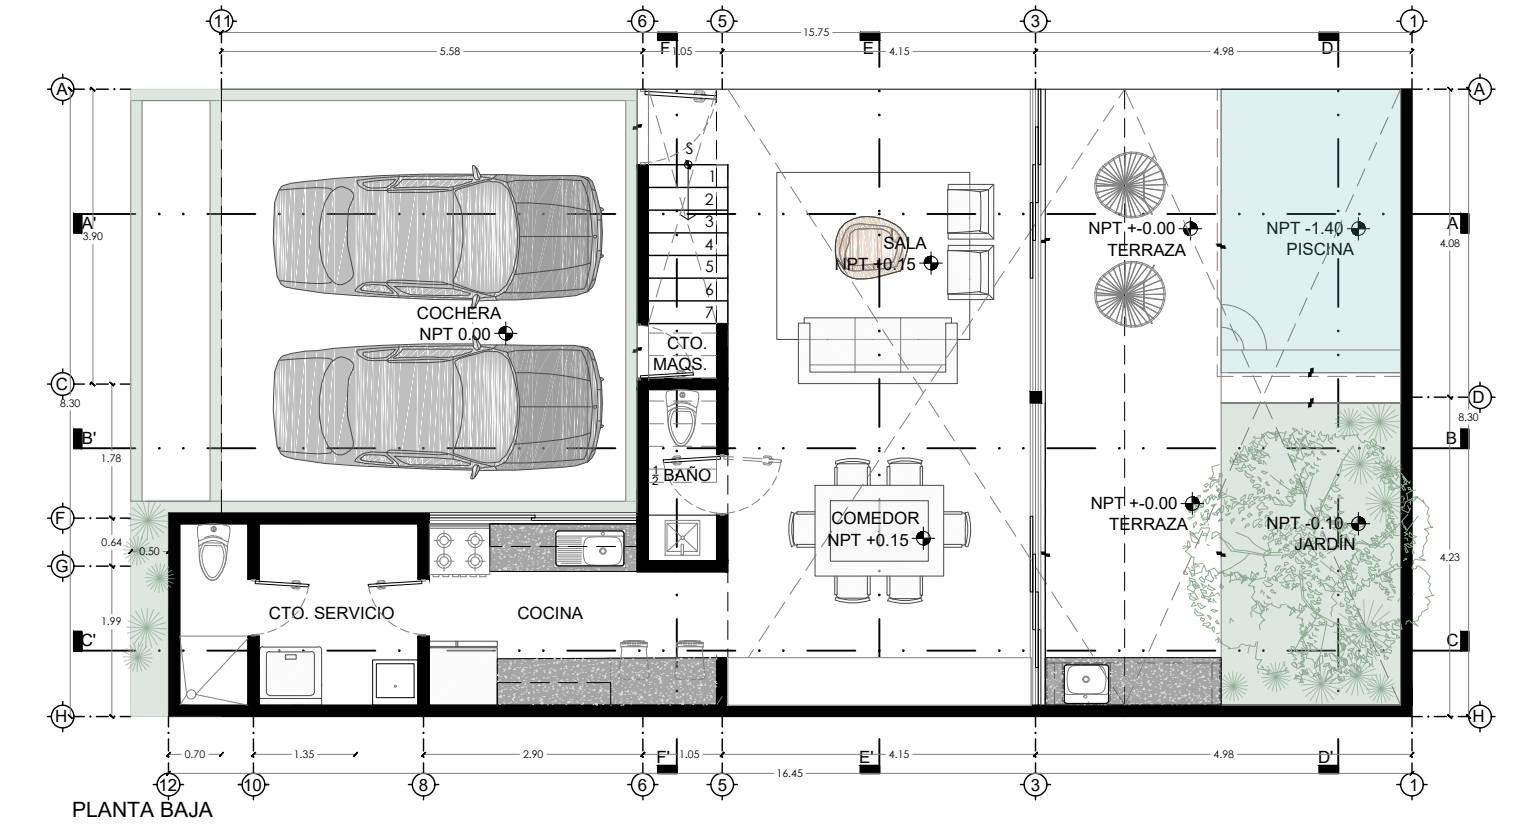 11
6
5
3
1
15.75
5.58
F
1.05
E
4.15
4.98
D
A
A
S
1
2
3
4
5
6
7
A'
3.90
A
4.08
SALA
NPT +0.15
NPT +-0.00
TERRAZA
NPT -1.40
PISCINA
COCHERA
NPT 0.00
CTO.
MAQS.
C
8.30
D
8.30
B'
1.78
B
1/2 BAÑO
F
0.64
0.50
G
COMEDOR
NPT +0.15
NPT +-0.00
TERRAZA
NPT -0.10
JARDÍN
4.23
CTO. SERVICIO
COCINA
1.99
C'
C
H
H
0.70
1.35
2.90
F'
1.05
E'
4.15
4.98
D'
16.45
12
10
8
6
5
3
1
PLANTA BAJA